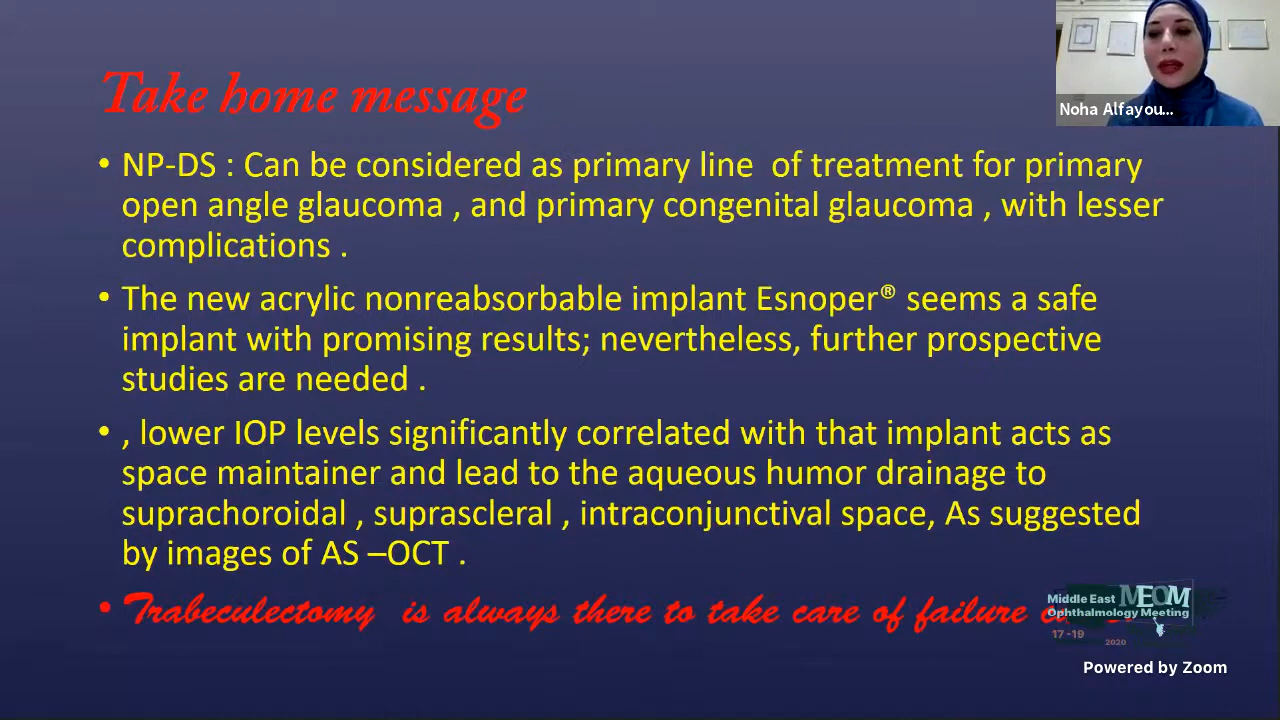 Take home message
Noha Alfayou...
• NP-DS : Can be considered as primary line of treatment for primary
open angle glaucoma , and primary congenital glaucoma , with lesser
complications .
• The new acrylic nonreabsorbable implant Esnoper® seems a safe
implant with promising results; nevertheless, further prospective
studies are needed .
• , lower IOP levels significantly correlated with that implant acts as
space maintainer and lead to the aqueous humor drainage to
suprachoroidal , suprascleral , intraconjunctival space, As suggested
by images of AS –OCT .
• Trabeculectomy is always there to take care of failure
Middle East MEOM
Ophthalmology Meeting
17-19
2020
Powered by Zoom